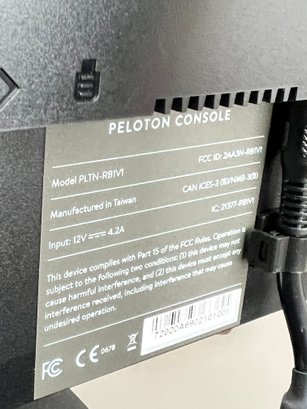 PELOTON CONSOLE
Model PLTN-RB1V1
FCC ID: 2AA3N-RB1V1
Manufactured in Taiwan
CAN ICES-3 (B)/NMB-3(B)
Input: 12V ⎓ 4.2A
IC: 21377-RB1V1
This device complies with Part 15 of the FCC Rules. Operation is
subject to the following two conditions: (1) this device may not
cause harmful interference, and (2) this device must accept any
interference received, including interference that may cause
undesired operation.
FC CE 0678
72020A6902101001